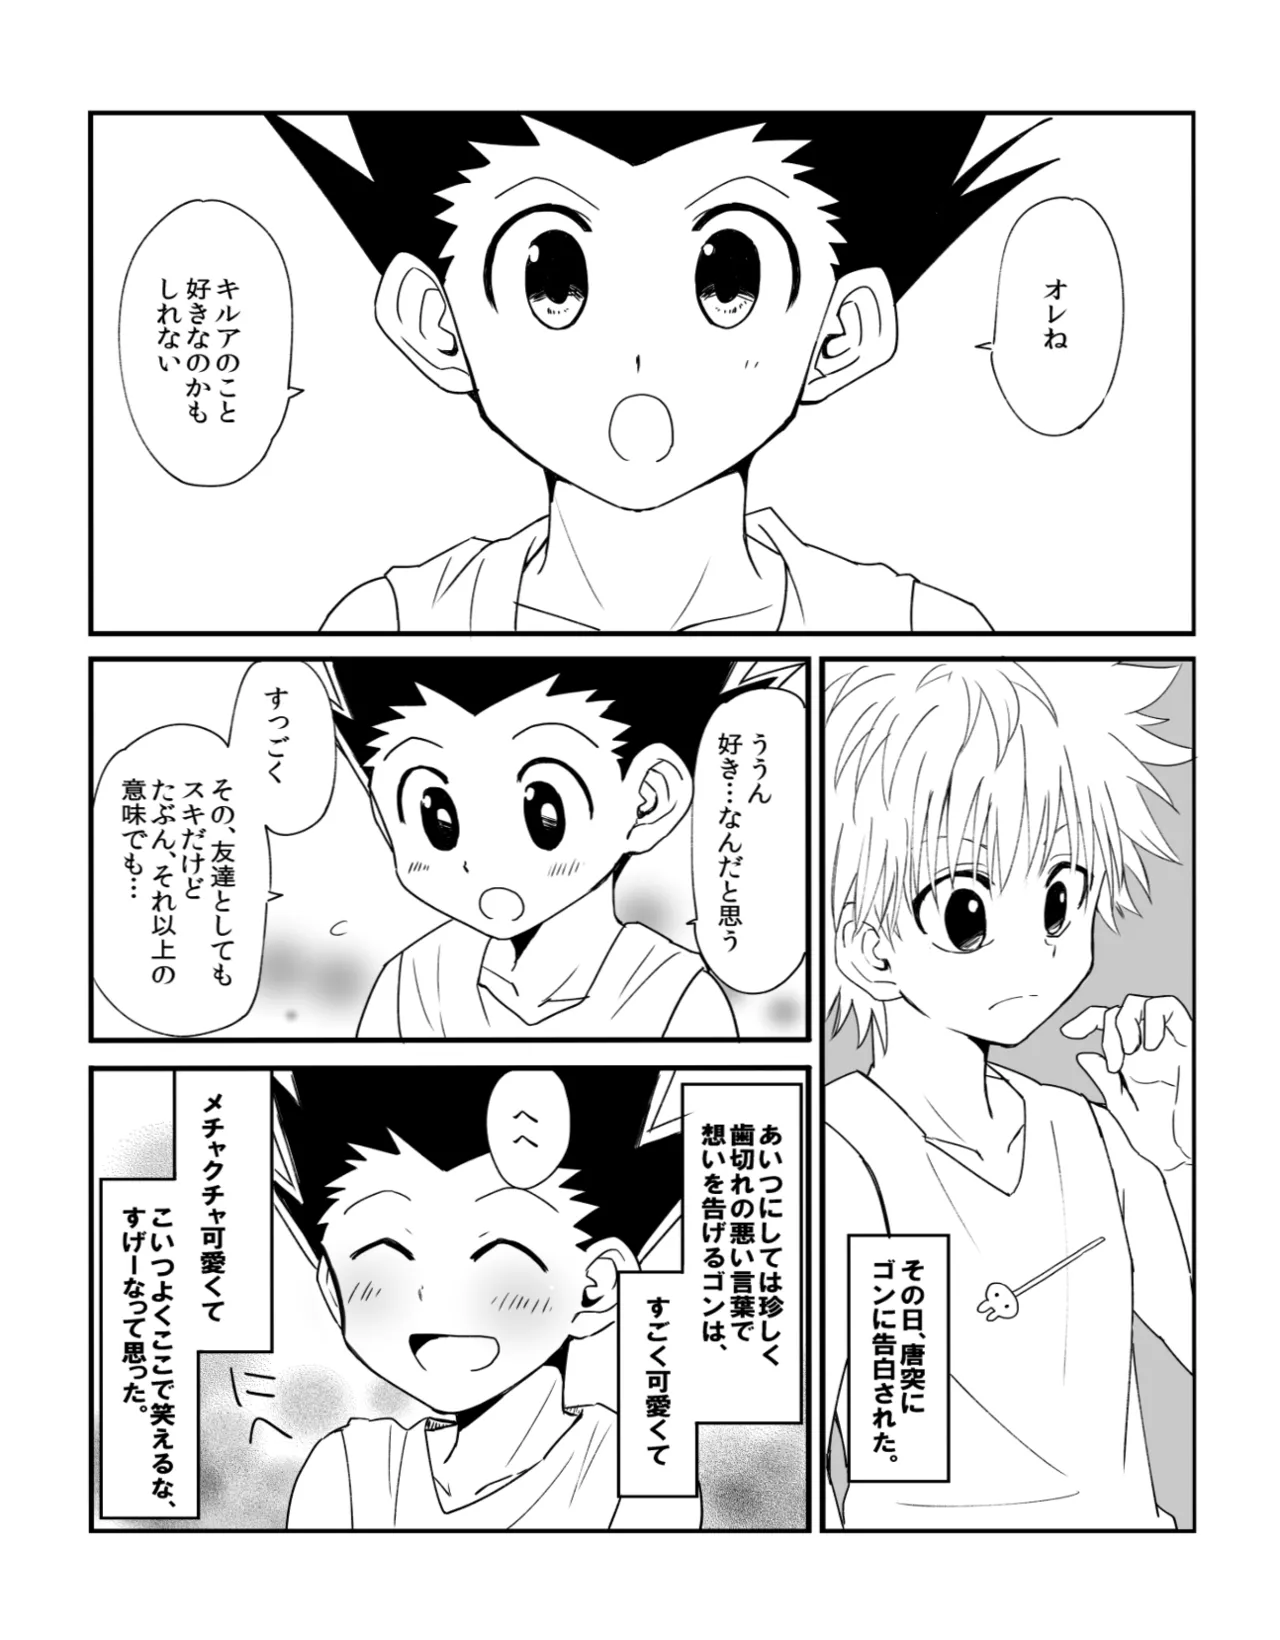 オレね
キルアのこと
好きなのかも
しれない
その日、唐突に
ゴンに告白された。
ううん
好き…なんだと思う
すっごく
その、友達としても
スキだけど
たぶん、それ以上の
意味でも…
あいつにしては珍しく
歯切れの悪い言葉で
想いを告げるゴンは、
すごく可愛くて
へへ
メチャクチャ可愛くて
こいつよくここで笑えるな、
すげーなって思った。
へへ